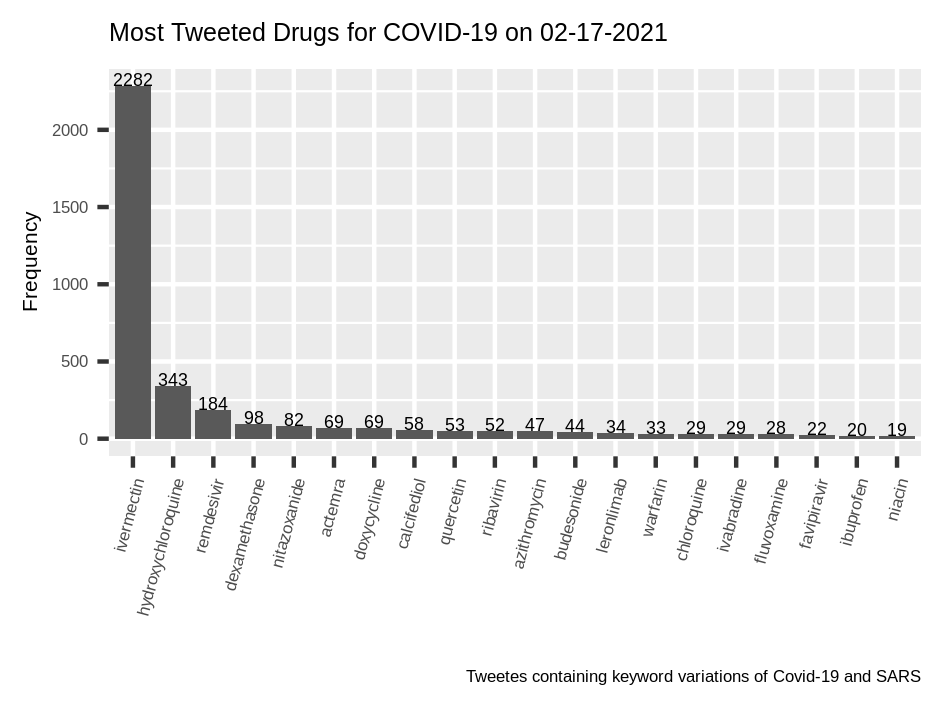 Most Tweeted Drugs for COVID-19 on 02-17-2021
Frequency
2000
1500
1000
500
0
2282
343
184
98
82
69
69
58
53
52
47
44
34
33
29
29
28
22
20
19
ivermectin
hydroxychloroquine
remdesivir
dexamethasone
nitazoxanide
actemra
doxycycline
calcifediol
quercetin
ribavirin
azithromycin
budesonide
leronlimab
warfarin
chloroquine
ivabradine
fluvoxamine
favipiravir
ibuprofen
niacin
Tweetes containing keyword variations of Covid-19 and SARS